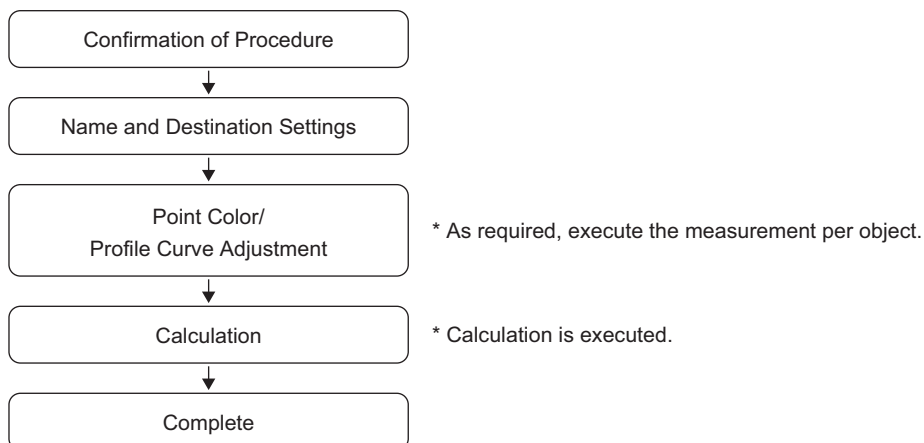 Confirmation of Procedure
Name and Destination Settings
Point Color/
Profile Curve Adjustment
* As required, execute the measurement per object.
Calculation
* Calculation is executed.
Complete